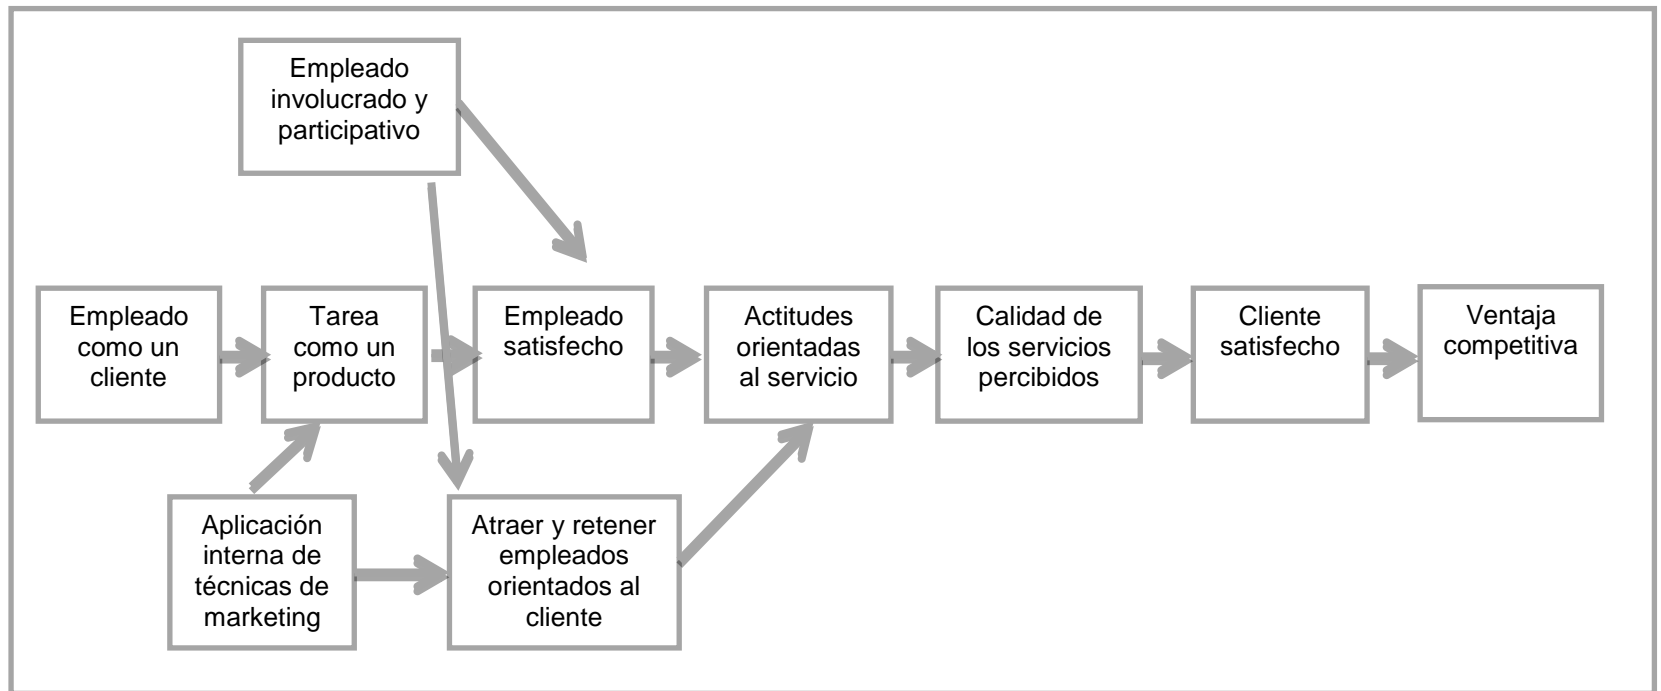 Empleado
involucrado y
participativo
Empleado
como un
cliente
Tarea
como un
producto
Empleado
satisfecho
Actitudes
orientadas
al servicio
Calidad de
los servicios
percibidos
Cliente
satisfecho
Ventaja
competitiva
Aplicación
interna de
técnicas de
marketing
Atraer y retener
empleados
orientados al
cliente